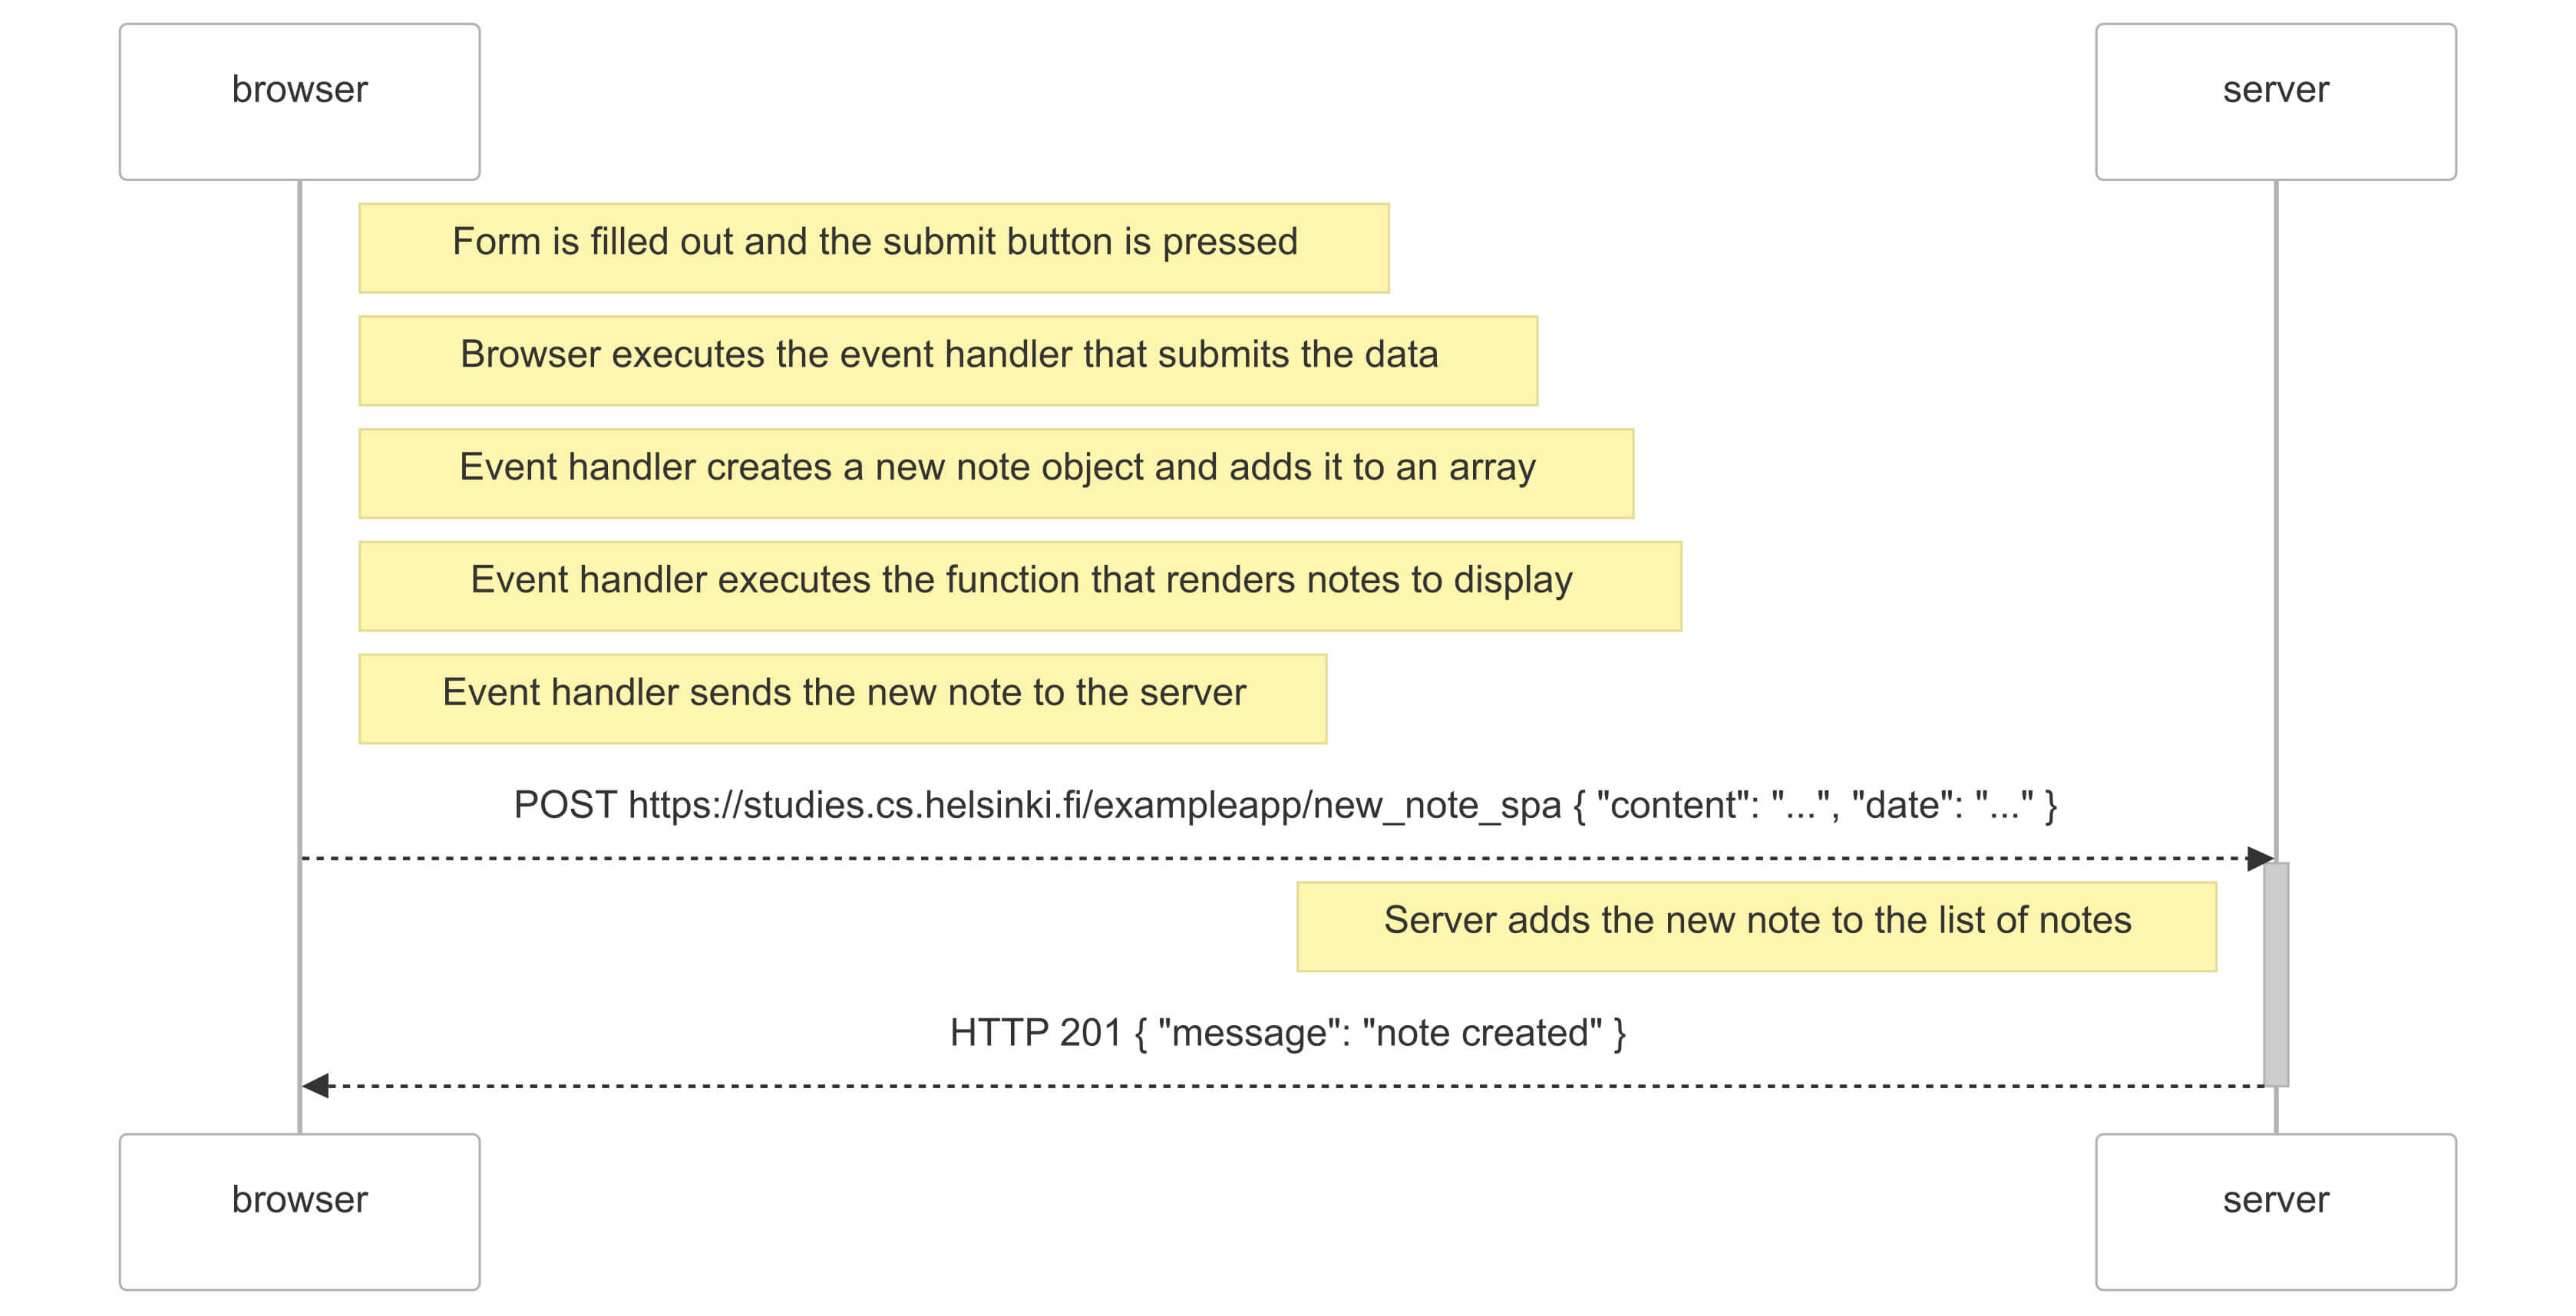 browser
server
Form is filled out and the submit button is pressed
Browser executes the event handler that submits the data
Event handler creates a new note object and adds it to an array
Event handler executes the function that renders notes to display
Event handler sends the new note to the server
POST https://studies.cs.helsinki.fi/exampleapp/new_note_spa { "content": "...", "date": "..." }
Server adds the new note to the list of notes
HTTP 201 { "message": "note created" }
browser
server